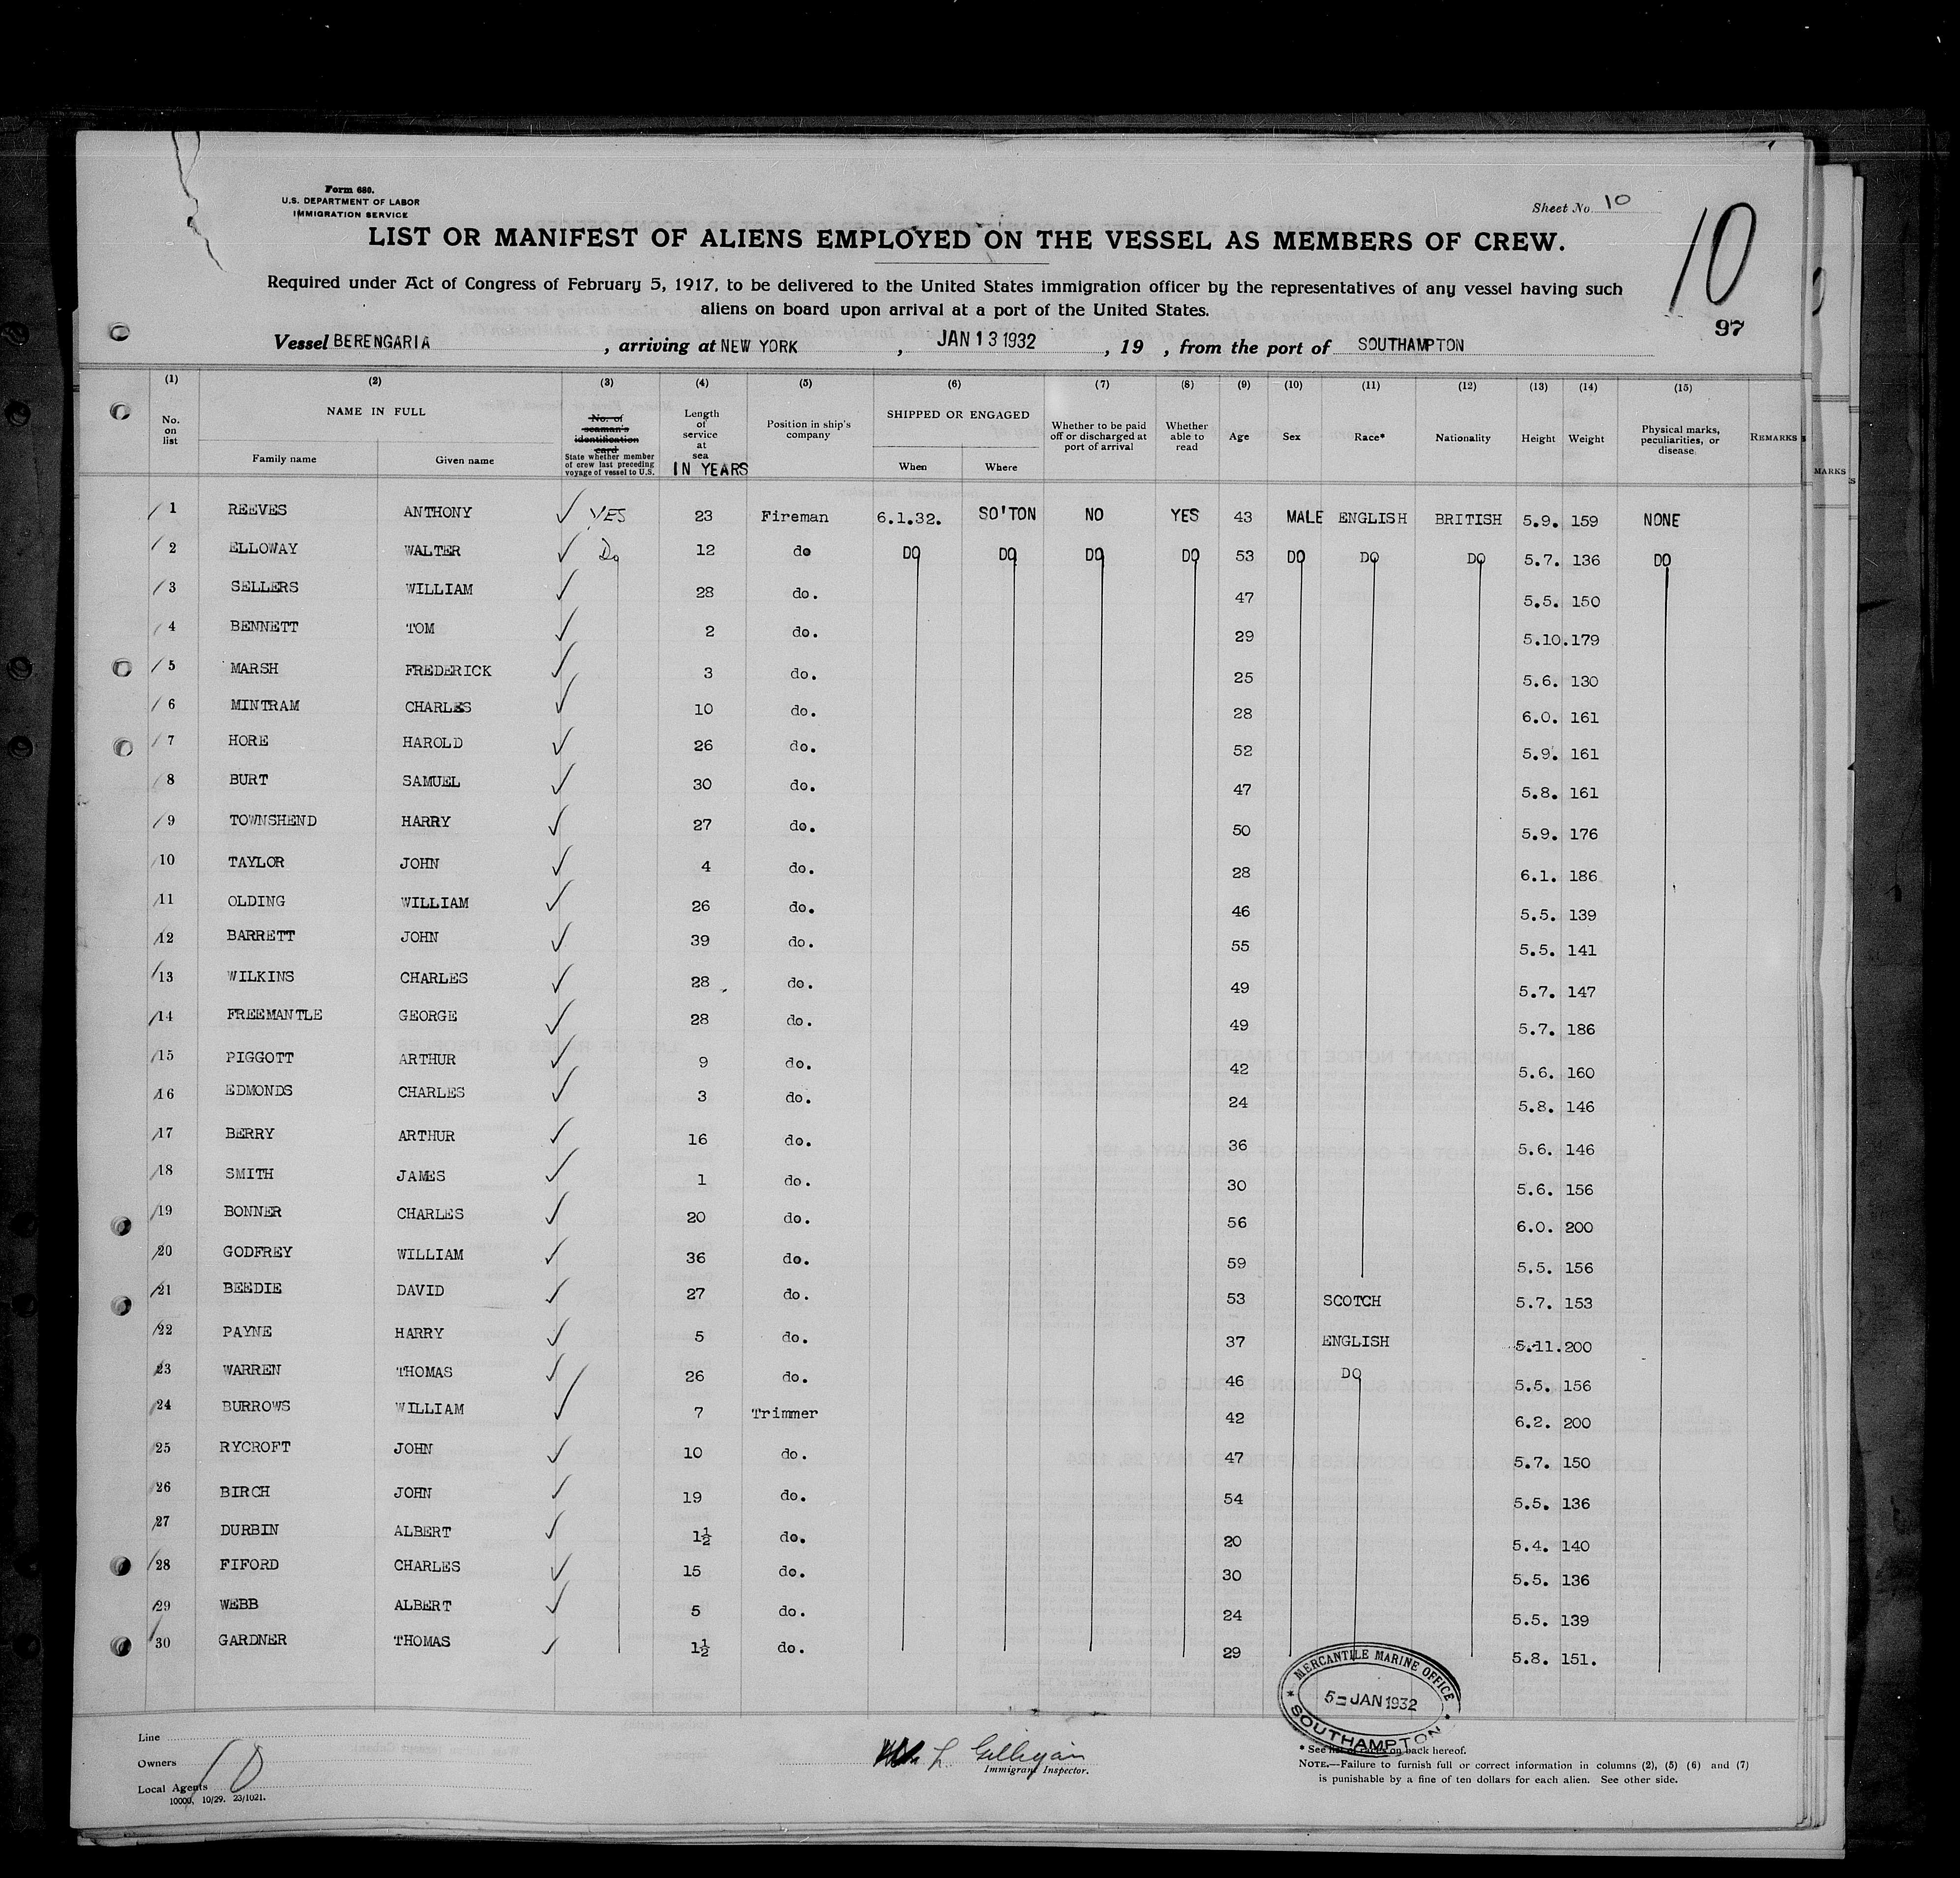 Form 680.
U.S. DEPARTMENT OF LABOR
IMMIGRATION SERVICE
Sheet No 10
10
LIST OR MANIFEST OF ALIENS EMPLOYED ON THE VESSEL AS MEMBERS OF CREW.
Required under Act of Congress of February 5, 1917, to be delivered to the United States immigration officer by the representatives of any vessel having such
aliens on board upon arrival at a port of the United States.
97
Vessel BERENGARIA, arriving at NEW YORK, JAN 13 1932, 19 , from the port of SOUTHAMPTON
(1) (2) (3) (4) (5) (6) (7) (8) (9) (10) (11) (12) (13) (14) (15)
No. on list NAME IN FULL Family name Given name No. of seaman's identification card State whether member of crew last preceding voyage of vessel to U.S. Length of service at sea IN YEARS Position in ship's company SHIPPED OR ENGAGED When Where Whether to be paid off or discharged at port of arrival Whether able to read Age Sex Race* Nationality Height Weight Physical marks, peculiarities, or disease REMARKS
MARKS
1 REEVES ANTHONY YES 23 Fireman 6.1.32. SO'TON NO YES 43 MALE ENGLISH BRITISH 5.9. 159 NONE
2 ELLOWAY WALTER Do 12 do DO DO DO DO 53 DO DO DO 5.7. 136 DO
3 SELLERS WILLIAM 28 do. 47 5.5. 150
4 BENNETT TOM 2 do. 29 5.10.179
5 MARSH FREDERICK 3 do. 25 5.6. 130
6 MINTRAM CHARLES 10 do. 28 6.0. 161
7 HORE HAROLD 26 do. 52 5.9. 161
8 BURT SAMUEL 30 do. 47 5.8. 161
9 TOWNSHEND HARRY 27 do. 50 5.9. 176
10 TAYLOR JOHN 4 do. 28 6.1. 186
11 OLDING WILLIAM 26 do. 46 5.5. 139
12 BARRETT JOHN 39 do. 55 5.5. 141
13 WILKINS CHARLES 28 do. 49 5.7. 147
14 FREEMANTLE GEORGE 28 do. 49 5.7. 186
15 PIGGOTT ARTHUR 9 do. 42 5.6. 160
16 EDMONDS CHARLES 3 do. 24 5.8. 146
17 BERRY ARTHUR 16 do. 36 5.6. 146
18 SMITH JAMES 1 do. 30 5.6. 156
19 BONNER CHARLES 20 do. 56 6.0. 200
20 GODFREY WILLIAM 36 do. 59 5.5. 156
21 BEEDIE DAVID 27 do. 53 SCOTCH 5.7. 153
22 PAYNE HARRY 5 do. 37 ENGLISH 5.11.200
23 WARREN THOMAS 26 do. 46 DO 5.5. 156
24 BURROWS WILLIAM 7 Trimmer 42 6.2. 200
25 RYCROFT JOHN 10 do. 47 5.7. 150
26 BIRCH JOHN 19 do. 54 5.5. 136
27 DURBIN ALBERT 1½ do. 20 5.4. 140
28 FIFORD CHARLES 15 do. 30 5.5. 136
29 WEBB ALBERT 5 do. 24 5.5. 139
30 GARDNER THOMAS 1½ do. 29 5.8. 151.
MERCANTILE MARINE OFFICE
5 - JAN 1932
SOUTHAMPTON
Line
Owners
Local Agents
10
10000, 10/29. 23/1021.
L. Gilligan
Immigrant Inspector.
* See list of races on back hereof.
NOTE.—Failure to furnish full or correct information in columns (2), (5) (6) and (7)
is punishable by a fine of ten dollars for each alien. See other side.